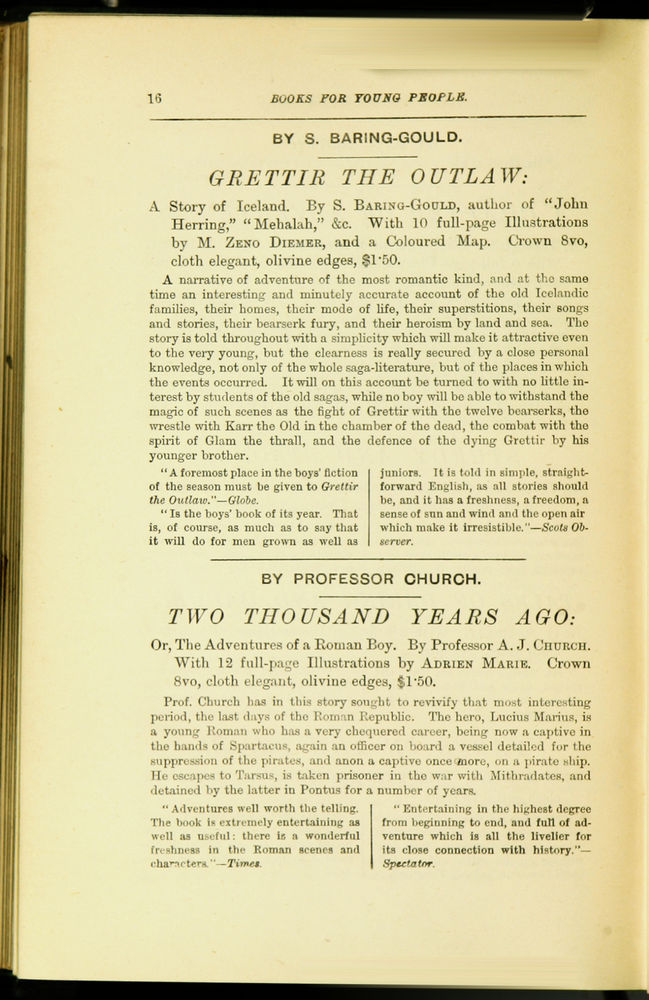 16
BOOKS FOR YOUNG PEOPLE.
BY S. BARING-GOULD.
GRETTIR THE OUTLAW:
A Story of Iceland. By S. BARING-GOULD, author of "John
Herring," "Mehalah," &c. With 10 full-page Illustrations
by M. ZENO DIEMER, and a Coloured Map. Crown 8vo,
cloth elegant, olivine edges, $1·50.
A narrative of adventure of the most romantic kind, and at the same
time an interesting and minutely accurate account of the old Icelandic
families, their homes, their mode of life, their superstitions, their songs
and stories, their bearserk fury, and their heroism by land and sea. The
story is told throughout with a simplicity which will make it attractive even
to the very young, but the clearness is really secured by a close personal
knowledge, not only of the whole saga-literature, but of the places in which
the events occurred. It will on this account be turned to with no little in-
terest by students of the old sagas, while no boy will be able to withstand the
magic of such scenes as the fight of Grettir with the twelve bearserks, the
wrestle with Karr the Old in the chamber of the dead, the combat with the
spirit of Glam the thrall, and the defence of the dying Grettir by his
younger brother.
"A foremost place in the boys' fiction
of the season must be given to Grettir
the Outlaw."—Globe.
"Is the boys' book of its year. That
is, of course, as much as to say that
it will do for men grown as well as
juniors. It is told in simple, straight-
forward English, as all stories should
be, and it has a freshness, a freedom, a
sense of sun and wind and the open air
which make it irresistible."—Scots Ob-
server.
BY PROFESSOR CHURCH.
TWO THOUSAND YEARS AGO:
Or, The Adventures of a Roman Boy. By Professor A. J. CHURCH.
With 12 full-page Illustrations by ADRIEN MARIE. Crown
8vo, cloth elegant, olivine edges, $1·50.
Prof. Church has in this story sought to revivify that most interesting
period, the last days of the Roman Republic. The hero, Lucius Marius, is
a young Roman who has a very chequered career, being now a captive in
the hands of Spartacus, again an officer on board a vessel detailed for the
suppression of the pirates, and anon a captive once more, on a pirate ship.
He escapes to Tarsus, is taken prisoner in the war with Mithradates, and
detained by the latter in Pontus for a number of years.
"Adventures well worth the telling.
The book is extremely entertaining as
well as useful: there is a wonderful
freshness in the Roman scenes and
characters."—Times.
"Entertaining in the highest degree
from beginning to end, and full of ad-
venture which is all the livelier for
its close connection with history."—
Spectator.